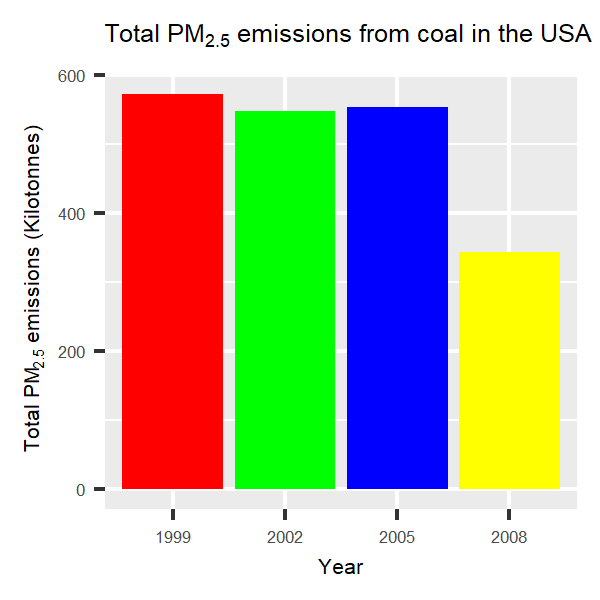 Total PM2.5 emissions from coal in the USA
Total PM2.5 emissions (Kilotonnes)
600
400
200
0
1999 2002 2005 2008
Year